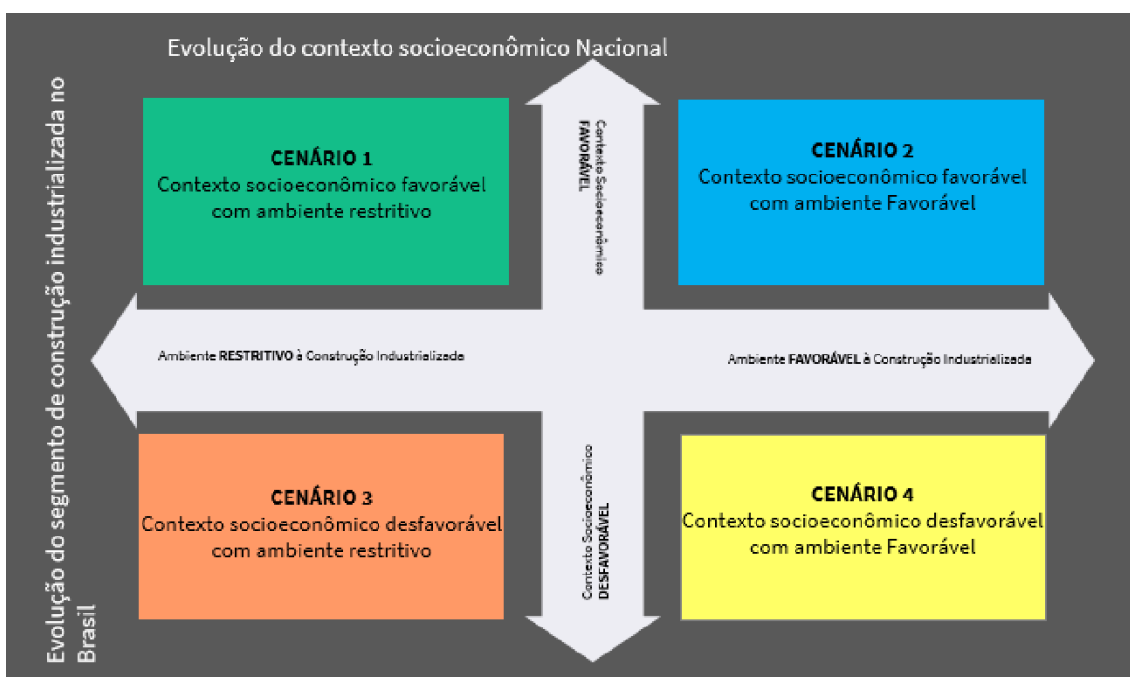 Evolução do contexto socioeconômico Nacional
Evolução do segmento de construção industrializada no
Brasil
CENÁRIO 1
Contexto socioeconômico favorável
com ambiente restritivo
Contexto Socioeconômico
FAVORÁVEL
CENÁRIO 2
Contexto socioeconômico favorável
com ambiente Favorável
Ambiente RESTRITIVO à Construção Industrializada
Ambiente FAVORÁVEL à Construção Industrializada
CENÁRIO 3
Contexto socioeconômico desfavorável
com ambiente restritivo
Contexto Socioeconômico
DESFAVORÁVEL
CENÁRIO 4
Contexto socioeconômico desfavorável
com ambiente Favorável